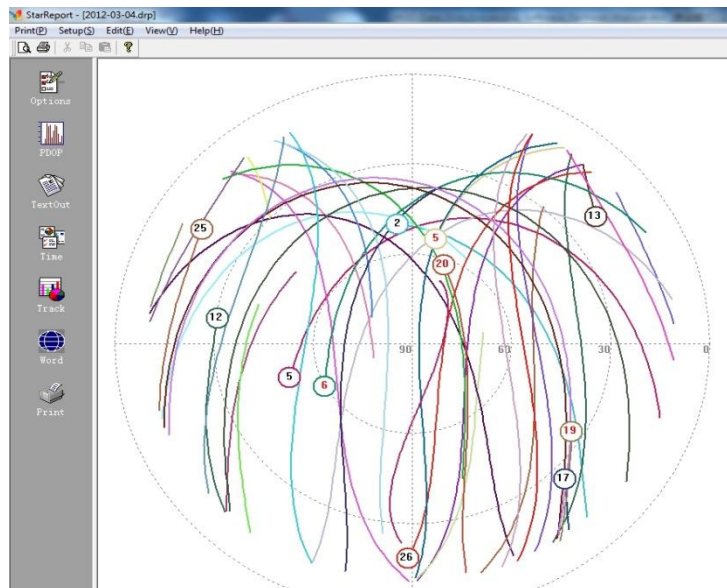 StarReport - [2012-03-04.drp]
Print(P) Setup(S) Edit(E) View(V) Help(H)
Options
PDOP
TextOut
Time
Track
Word
Print
13
2
25
5
20
12
90 60 30 0
5
6
19
17
26